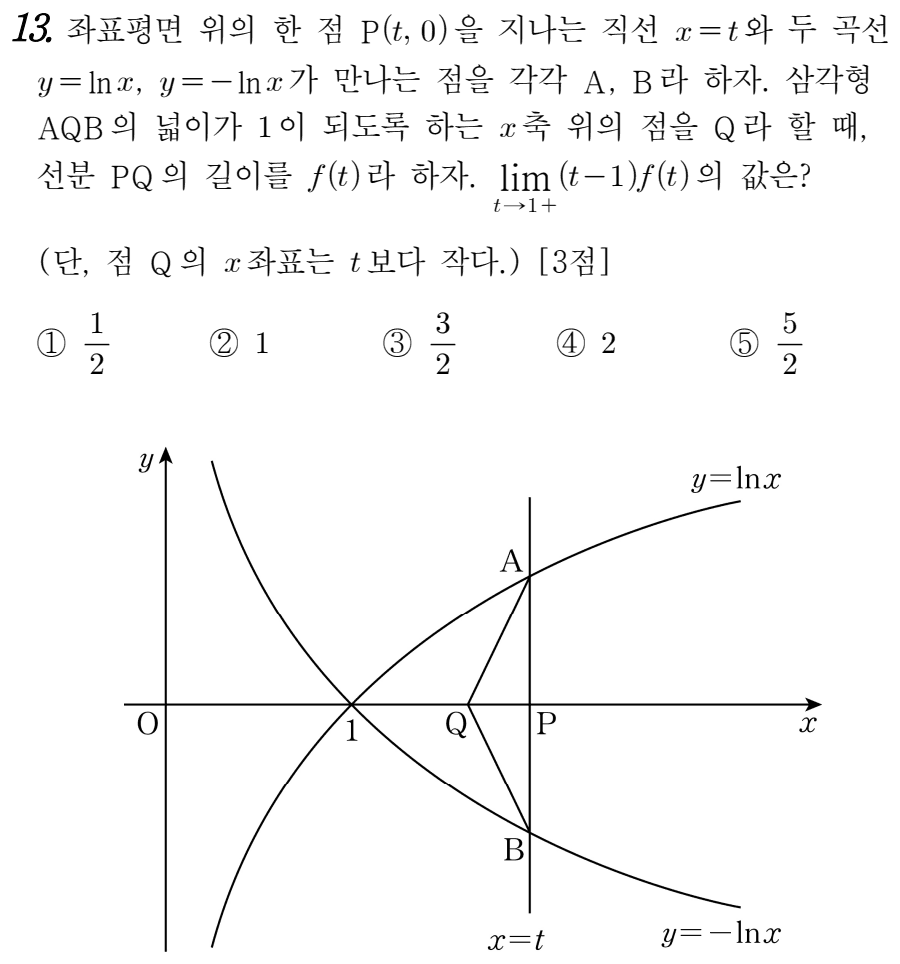 13. 좌표평면 위의 한 점 P(t, 0)을 지나는 직선 x=t와 두 곡선
y=ln x, y=−ln x가 만나는 점을 각각 A, B라 하자. 삼각형
AQB의 넓이가 1이 되도록 하는 x축 위의 점을 Q라 할 때,
선분 PQ의 길이를 f(t)라 하자. lim_{t→1+} (t−1)f(t)의 값은?
(단, 점 Q의 x좌표는 t보다 작다.) [3점]
① 1/2 ② 1 ③ 3/2 ④ 2 ⑤ 5/2
y
y=lnx
A
O 1 Q P x
B
x=t y=−lnx